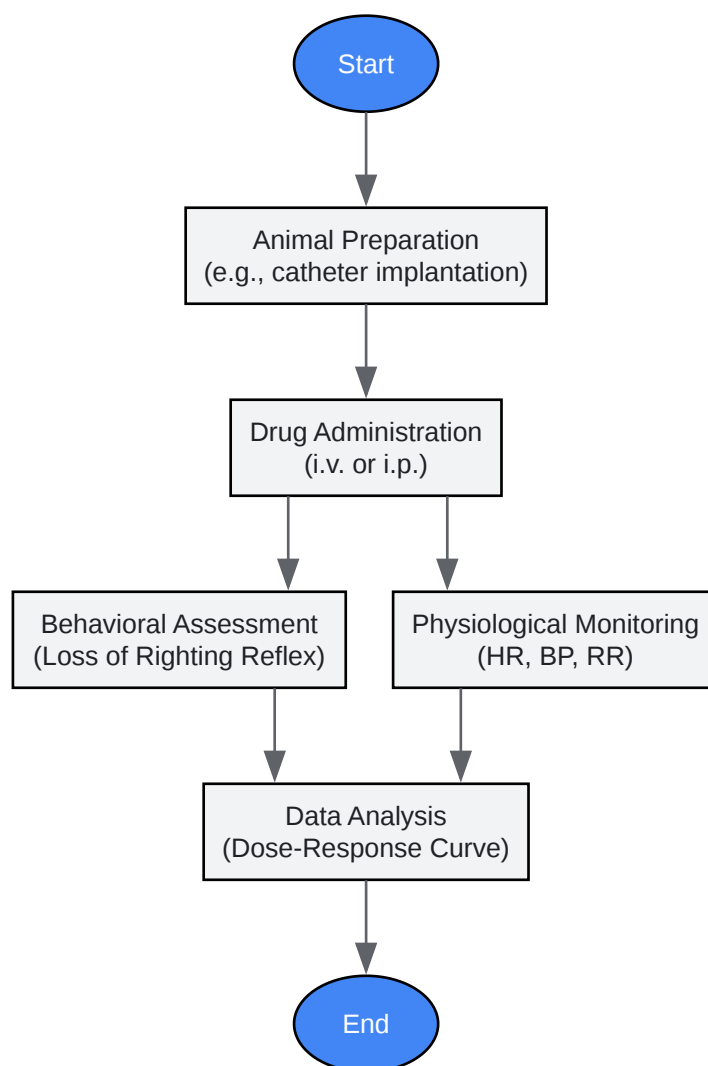 Start
Animal Preparation
(e.g., catheter implantation)
Drug Administration
(i.v. or i.p.)
Behavioral Assessment
(Loss of Righting Reflex)
Physiological Monitoring
(HR, BP, RR)
Data Analysis
(Dose-Response Curve)
End